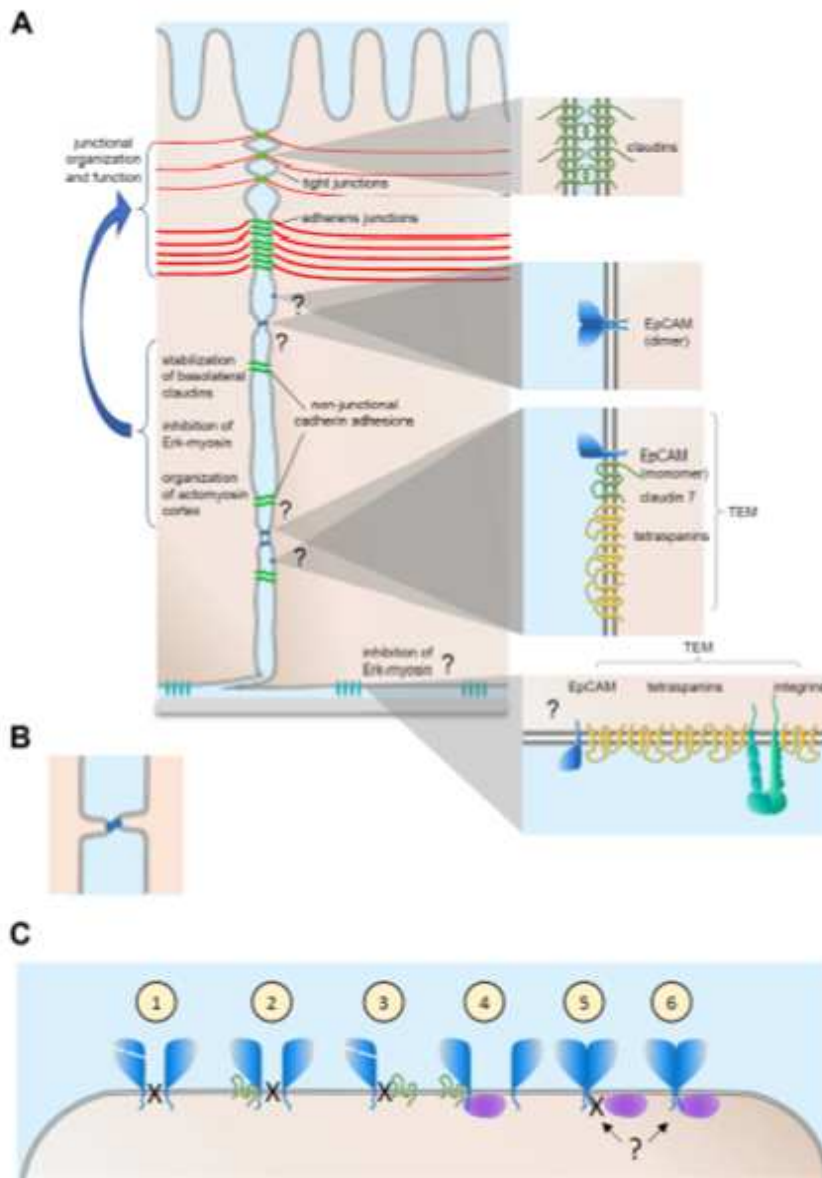 A
junctional
organization
and function
tight junctions
adherens junctions
claudins
?
?
EpCAM
(dimer)
stabilization
of basolateral
claudins
inhibition of
Erk-myosin
organization
of actomyosin
cortex
non-junctional
cadherin adhesions
?
?
EpCAM
(monomer)
claudin 7
tetraspanins
TEM
inhibition of
Erk-myosin ?
TEM
EpCAM tetraspanins integrins
?
B
C
1 2 3 4 5 6
X X X X
?